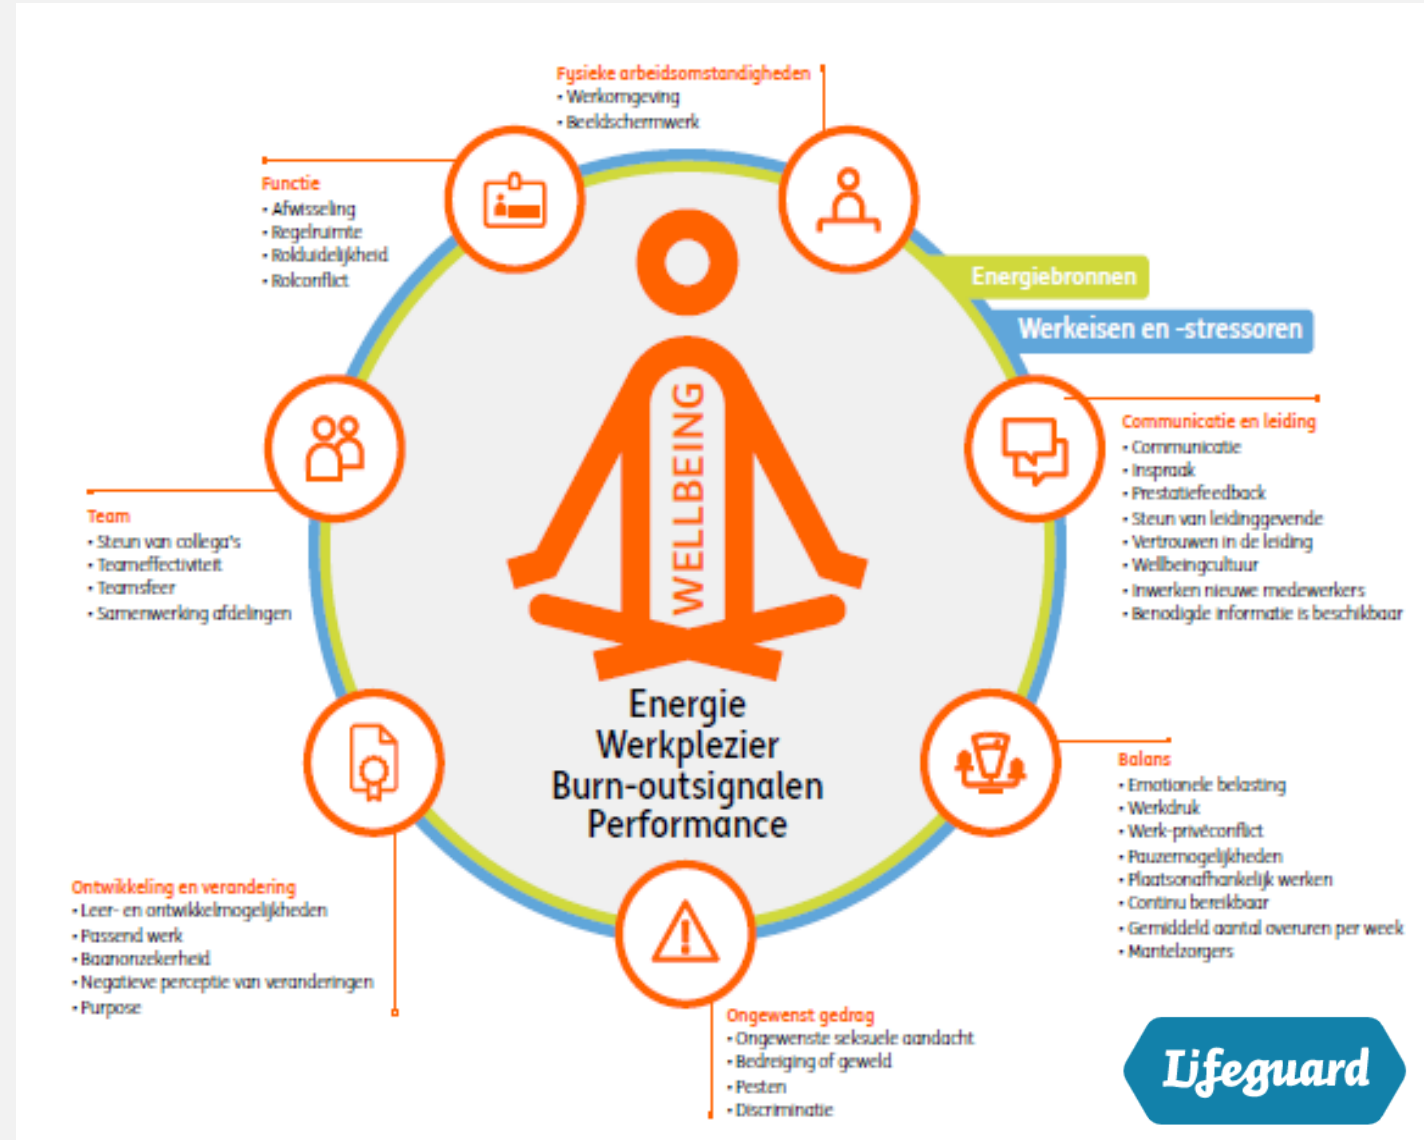 Fysieke arbeidsomstandigheden
• Werkomgeving
• Beeldschermwerk
Functie
• Afwisseling
• Regelruimte
• Rolduidelijkheid
• Rolconflict
Energiebronnen
Werkeisen en -stressoren
WELLBEING
Communicatie en leiding
• Communicatie
• Inspraak
• Prestatiefeedback
• Steun van leidinggevende
• Vertrouwen in de leiding
• Wellbeingcultuur
• Inwerken nieuwe medewerkers
• Benodigde informatie is beschikbaar
Team
• Steun van collega's
• Teameffectiviteit
• Teamsfeer
• Samenwerking afdelingen
Energie
Werkplezier
Burn-outsignalen
Performance
Balans
• Emotionele belasting
• Werkdruk
• Werk-privéconflict
• Pauzemogelijkheden
• Plaatsonafhankelijk werken
• Continu bereikbaar
• Gemiddeld aantal overuren per week
• Mantelzorgers
Ontwikkeling en verandering
• Leer- en ontwikkelmogelijkheden
• Passend werk
• Baanonzekerheid
• Negatieve perceptie van veranderingen
• Purpose
Ongewenst gedrag
• Ongewenste seksuele aandacht
• Bedreiging of geweld
• Pesten
• Discriminatie
Lifeguard